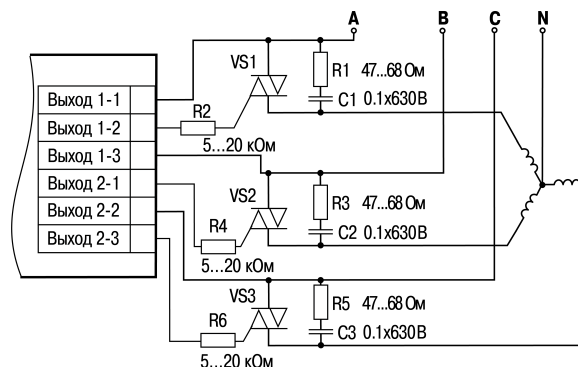 A
B
C
N
VS1
R1 47...68 Ом
C1 0.1x630В
Выход 1-1
Выход 1-2
Выход 1-3
Выход 2-1
Выход 2-2
Выход 2-3
R2
5...20 кОм
VS2
R3 47...68 Ом
C2 0.1x630В
R4
5...20 кОм
VS3
R5 47...68 Ом
C3 0.1x630В
R6
5...20 кОм